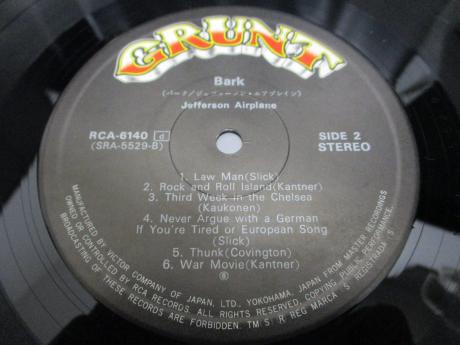 GRUNT
Bark
(バーク/ジェファーソン・エアプレイン)
Jefferson Airplane
RCA-6140 d
(SRA-5529-B)
SIDE 2
STEREO
1. Law Man(Slick)
2. Rock and Roll Island(Kantner)
3. Third Week in the Chelsea
(Kaukonen)
4. Never Argue with a German
If You're Tired or European Song
(Slick)
5. Thunk(Covington)
6. War Movie(Kantner)
MANUFACTURED BY VICTOR COMPANY OF JAPAN, LTD., YOKOHAMA, JAPAN FROM MASTER RECORDINGS
OWNED OR CONTROLLED BY RCA RECORDS. ALL RIGHTS RESERVED. COPYING, PUBLIC PERFORMANCE,
BROADCASTING OF THESE RECORDS ARE FORBIDDEN. TM S ® REG MARCA S REGISTRADA S